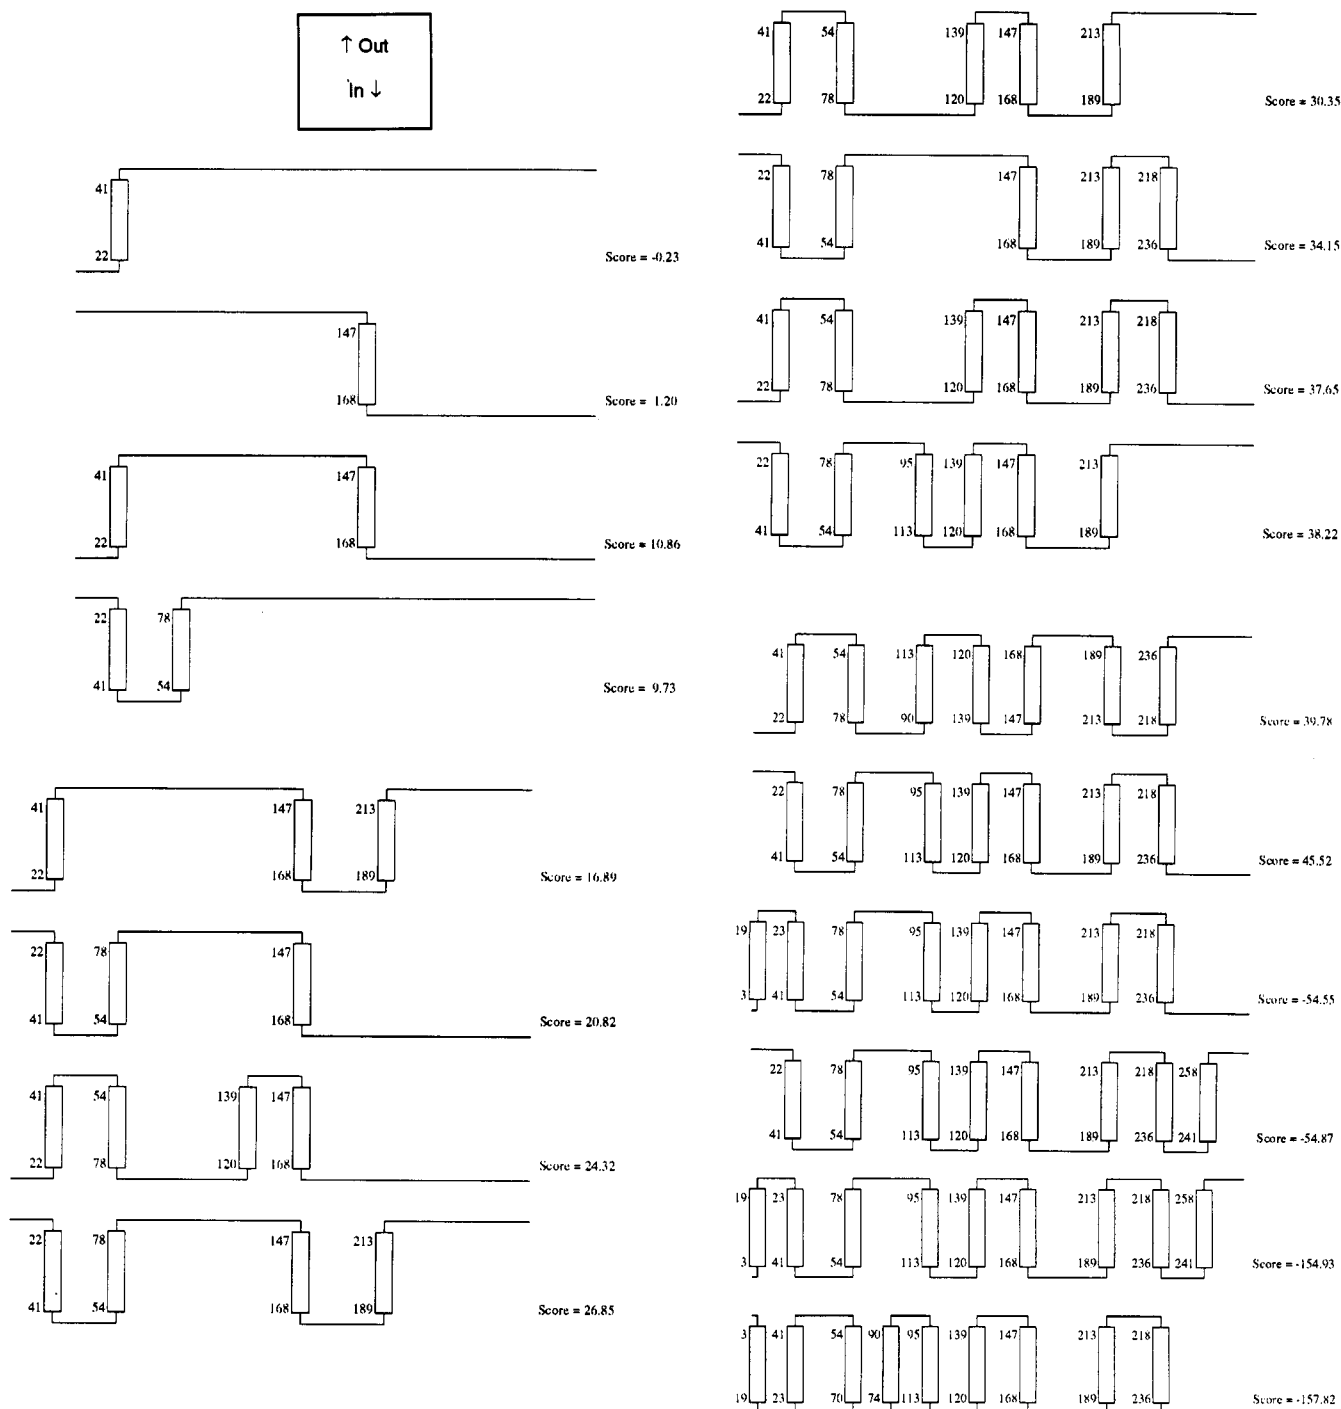 ↑ Out
In ↓
41
22
Score = -0.23
147
168
Score = 1.20
41 147
22 168
Score = 10.86
22 78
41 54
Score = 9.73
41 147 213
22 168 189
Score = 16.89
22 78 147
41 54 168
Score = 20.82
41 54 139 147
22 78 120 168
Score = 24.32
22 78 147 213
41 54 168 189
Score = 26.85
41 54 139 147 213
22 78 120 168 189
Score = 30.35
22 78 147 213 218
41 54 168 189 236
Score = 34.15
41 54 139 147 213 218
22 78 120 168 189 236
Score = 37.65
22 78 95 139 147 213
41 54 113 120 168 189
Score = 38.22
41 54 113 120 168 189 236
22 78 90 139 147 213 218
Score = 39.78
22 78 95 139 147 213 218
41 54 113 120 168 189 236
Score = 45.52
19 23 78 95 139 147 213 218
3 41 54 113 120 168 189 236
Score = -54.55
22 78 95 139 147 213 218 258
41 54 113 120 168 189 236 241
Score = -54.87
19 23 78 95 139 147 213 218 258
3 41 54 113 120 168 189 236 241
Score = -154.93
3 41 54 90 95 139 147 213 218
19 23 70 74 113 120 168 189 236
Score = -157.82